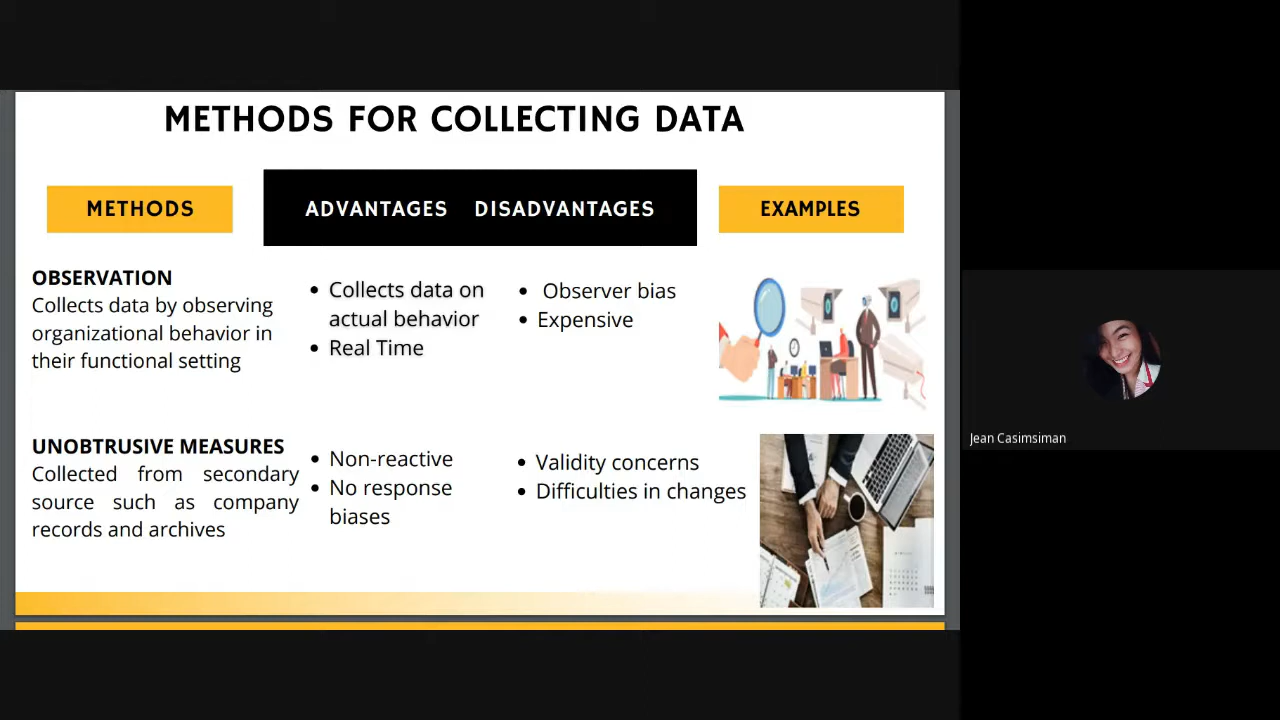 METHODS FOR COLLECTING DATA
METHODS
ADVANTAGES DISADVANTAGES
EXAMPLES
OBSERVATION
Collects data by observing
organizational behavior in
their functional setting
• Collects data on
actual behavior
• Real Time
• Observer bias
• Expensive
UNOBTRUSIVE MEASURES
Collected from secondary
source such as company
records and archives
• Non-reactive
• No response
biases
• Validity concerns
• Difficulties in changes
Jean Casimsiman